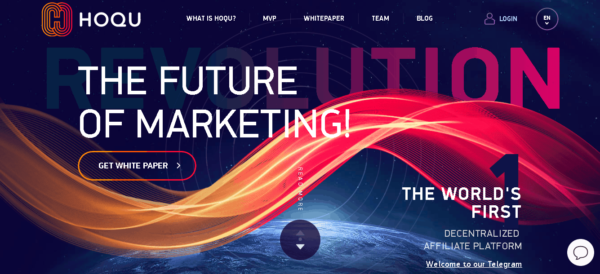 HOQU
WHAT IS HOQU?
MVP
WHITEPAPER
TEAM
BLOG
LOGIN
EN
REVOLUTION
THE FUTURE
OF MARKETING!
GET WHITE PAPER
READ MORE
1
THE WORLD'S
FIRST
DECENTRALIZED
AFFILIATE PLATFORM
Welcome to our Telegram